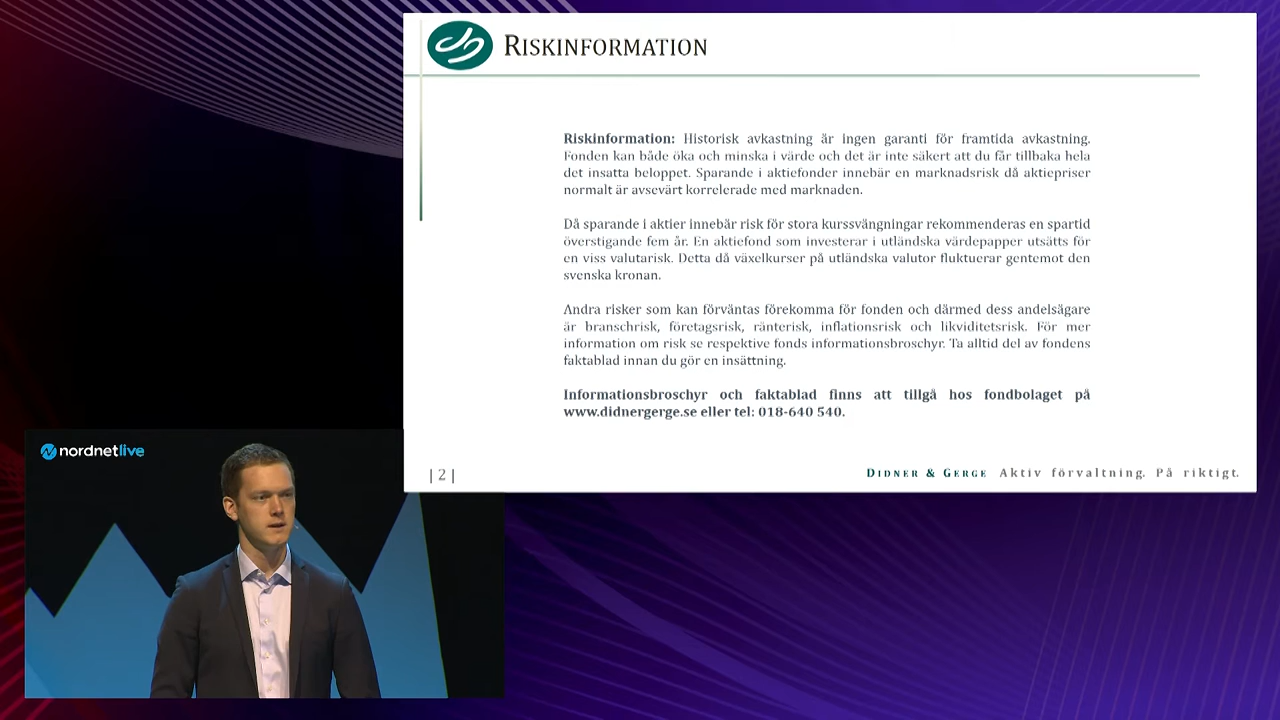 RISKINFORMATION
Riskinformation: Historisk avkastning är ingen garanti för framtida avkastning.
Fonden kan både öka och minska i värde och det är inte säkert att du får tillbaka hela
det insatta beloppet. Sparande i aktiefonder innebär en marknadsrisk då aktiepriser
normalt är avsevärt korrelerade med marknaden.
Då sparande i aktier innebär risk för stora kurssvängningar rekommenderas en spartid
överstigande fem år. En aktiefond som investerar i utländska värdepapper utsätts för
en viss valutarisk. Detta då växelkurser på utländska valutor fluktuerar gentemot den
svenska kronan.
Andra risker som kan förväntas förekomma för fonden och därmed dess andelsägare
är branschrisk, företagsrisk, ränterisk, inflationsrisk och likviditetsrisk. För mer
information om risk se respektive fonds informationsbroschyr. Ta alltid del av fondens
faktablad innan du gör en insättning.
Informationsbroschyr och faktablad finns att tillgå hos fondbolaget på
www.didnergerge.se eller tel: 018-640 540.
|2|
DIDNER & GERGE Aktiv förvaltning. På riktigt.
nordnetlive